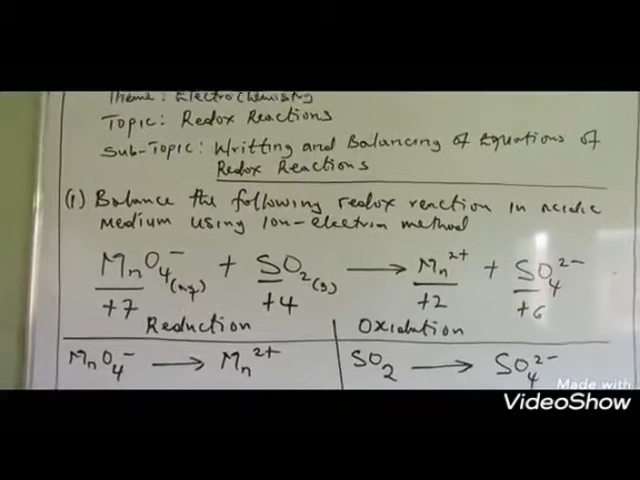 Theme: Electrochemistry
Topic: Redox Reactions
Sub-Topic: Writting and Balancing of Equations of
Redox Reactions
(1) Balance the following redox reaction in acidic
medium using ion-electron method
MnO₄⁻(aq) + SO₂(g) → Mn²⁺ + SO₄²⁻
+7 +4 +2 +6
Reduction Oxidation
MnO₄⁻ → Mn²⁺ SO₂ → SO₄²⁻
Made with
VideoShow